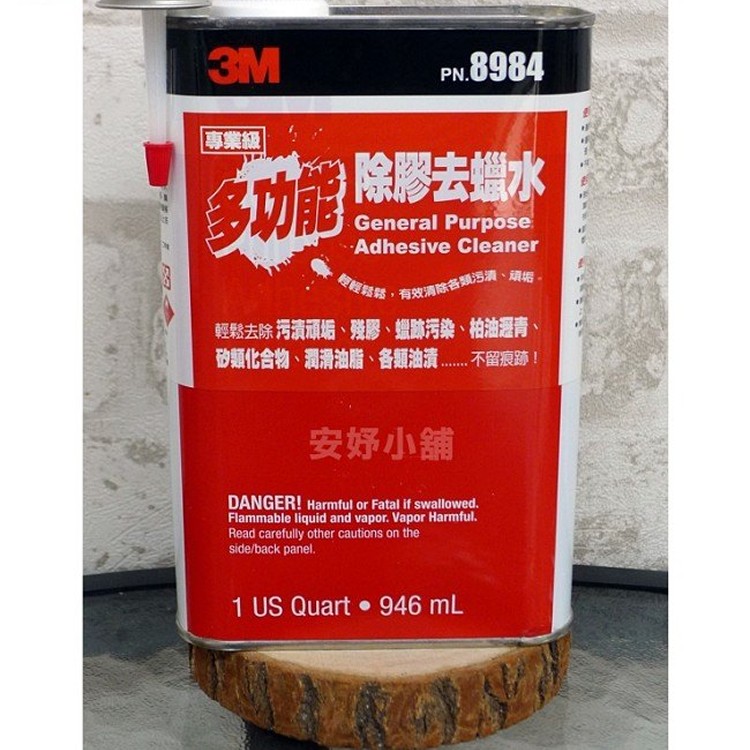 3M
PN.8984
專業級
多功能
除膠去蠟水
General Purpose
Adhesive Cleaner
輕輕鬆鬆，有效清除各類污漬、頑垢。
輕鬆去除 污漬頑垢、殘膠、蠟跡污染、柏油瀝青、
矽類化合物、潤滑油脂、各類油漬....... 不留痕跡！
安妤小舖
DANGER! Harmful or Fatal if swallowed.
Flammable liquid and vapor. Vapor Harmful.
Read carefully other cautions on the
side/back panel.
1 US Quart • 946 mL